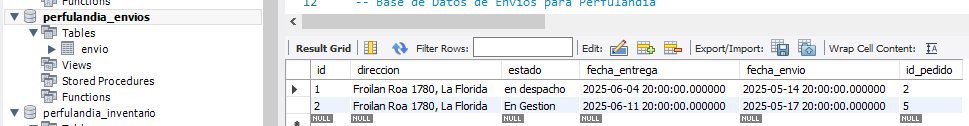 Functions
perfulandia_envios
Tables
envio
Views
Stored Procedures
Functions
perfulandia_inventario
12 -- Base de Datos de Envios para Perfulandia
Result Grid Filter Rows: Edit: Export/Import: Wrap Cell Content:
id direccion estado fecha_entrega fecha_envio id_pedido
1 Froilan Roa 1780, La Florida en despacho 2025-06-04 20:00:00.000000 2025-05-14 20:00:00.000000 2
2 Froilan Roa 1780, La Florida En Gestion 2025-06-11 20:00:00.000000 2025-05-17 20:00:00.000000 5
NULL NULL NULL NULL NULL NULL